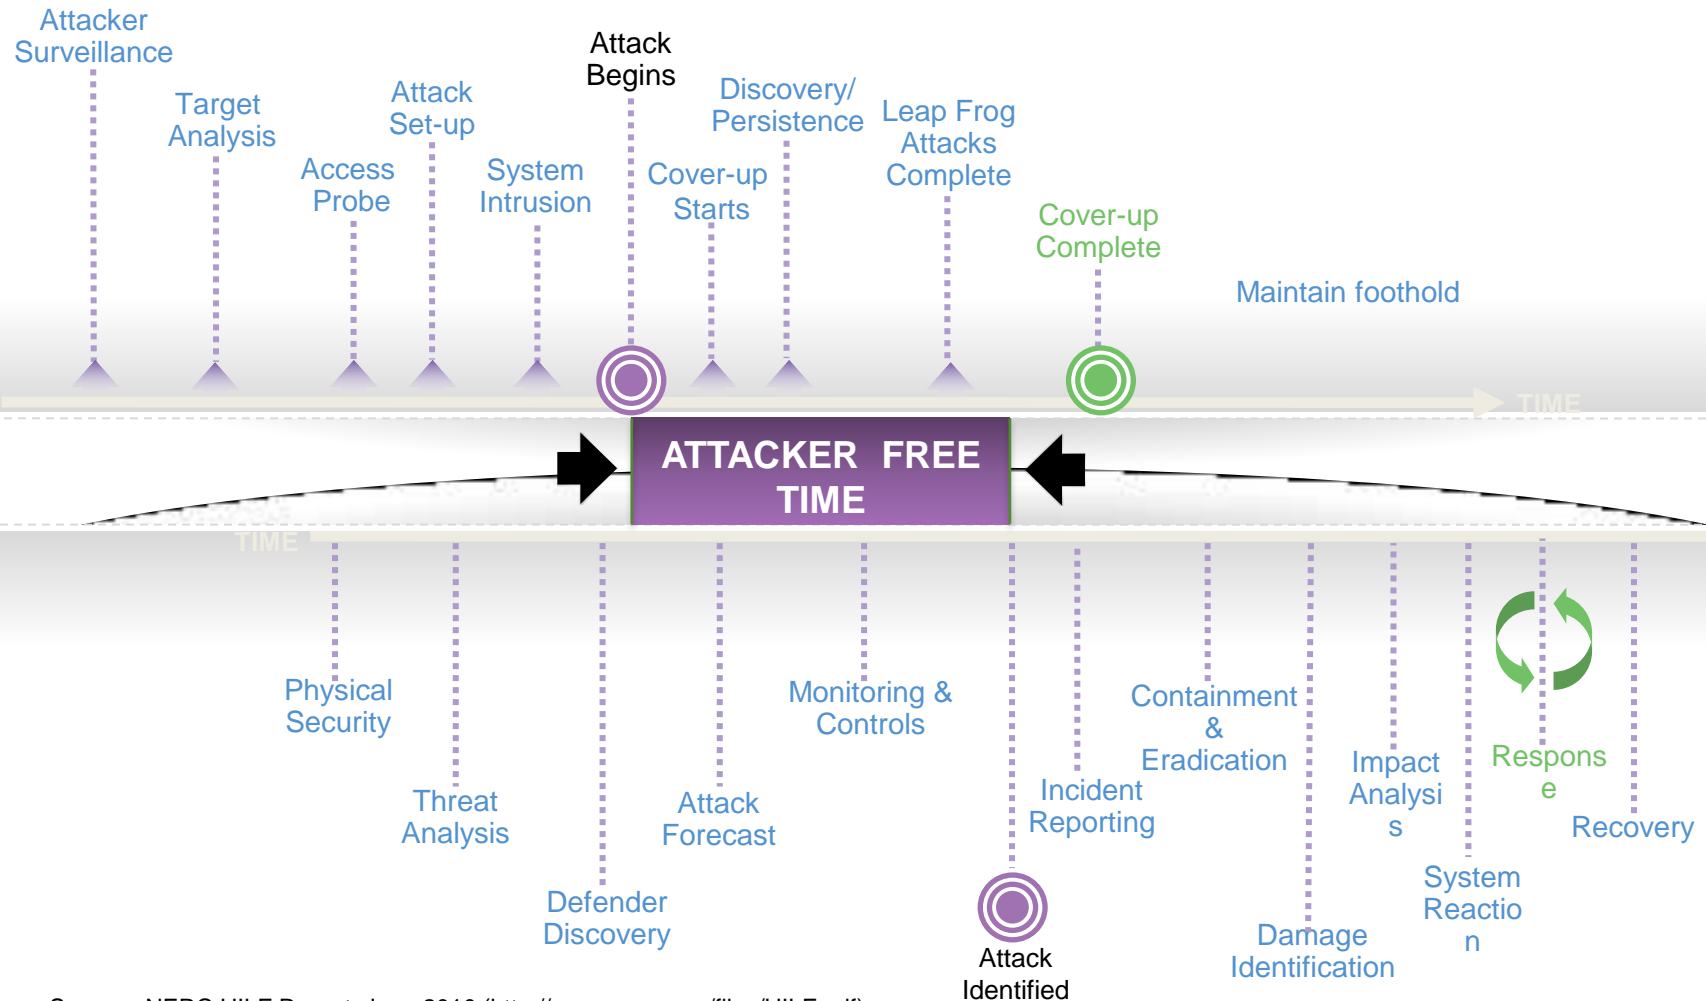 Attacker
Surveillance
Target
Analysis
Access
Probe
Attack
Set-up
System
Intrusion
Attack
Begins
Cover-up
Starts
Discovery/
Persistence
Leap Frog
Attacks
Complete
Cover-up
Complete
Maintain foothold
TIME
ATTACKER FREE
TIME
TIME
Physical
Security
Threat
Analysis
Defender
Discovery
Attack
Forecast
Monitoring &
Controls
Attack
Identified
Incident
Reporting
Containment
&
Eradication
Damage
Identification
Impact
Analysi
s
System
Reactio
n
Respons
e
Recovery